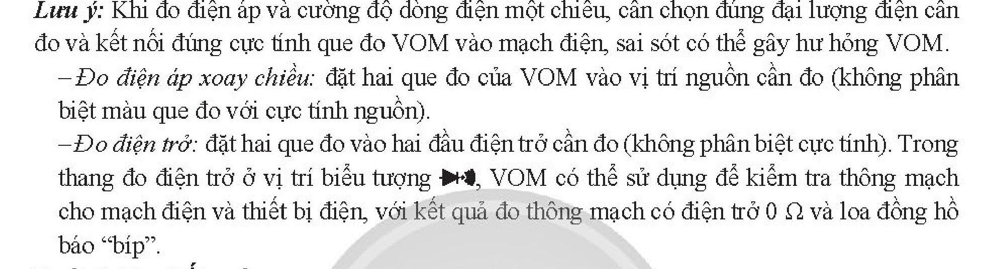 Lưu ý: Khi đo điện áp và cường độ dòng điện một chiều, cần chọn đúng đại lượng điện cần
đo và kết nối đúng cực tính que đo VOM vào mạch điện, sai sót có thể gây hư hỏng VOM.
– Đo điện áp xoay chiều: đặt hai que đo của VOM vào vị trí nguồn cần đo (không phân
biệt màu que đo với cực tính nguồn).
– Đo điện trở: đặt hai que đo vào hai đầu điện trở cần đo (không phân biệt cực tính). Trong
thang đo điện trở ở vị trí biểu tượng , VOM có thể sử dụng để kiểm tra thông mạch
cho mạch điện và thiết bị điện, với kết quả đo thông mạch có điện trở 0 Ω và loa đồng hồ
báo “bíp”.